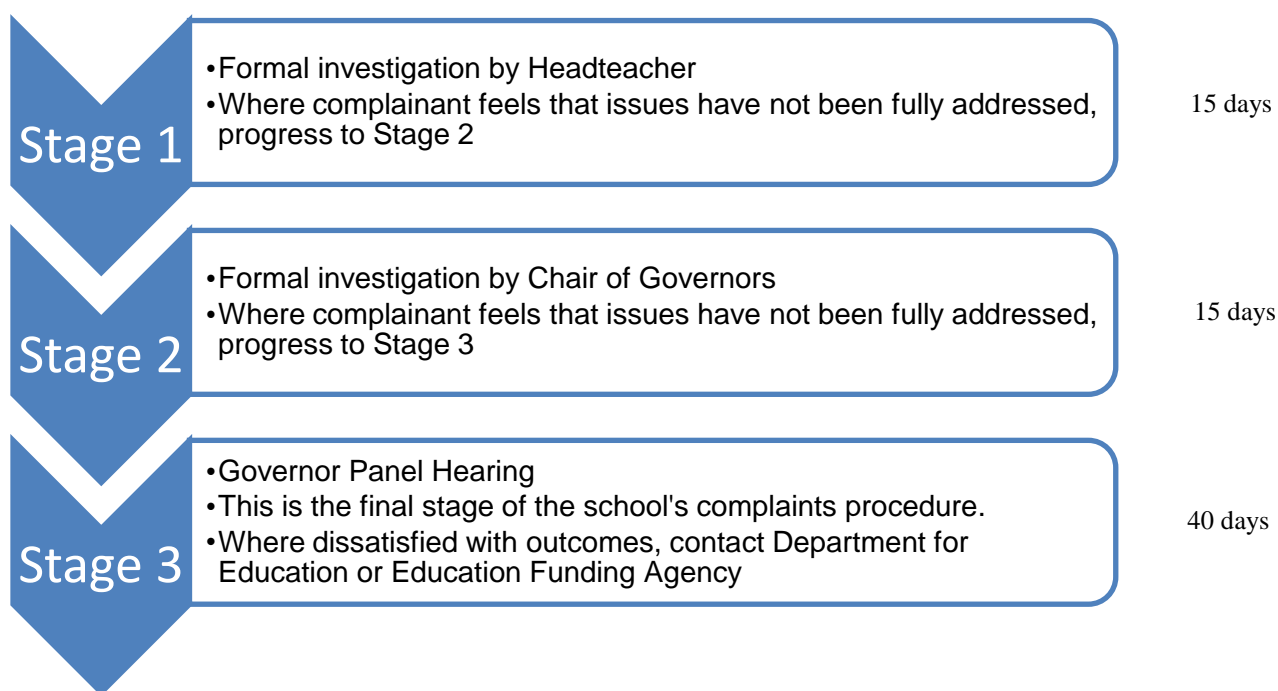 Stage 1
•Formal investigation by Headteacher
•Where complainant feels that issues have not been fully addressed,
progress to Stage 2
15 days
Stage 2
•Formal investigation by Chair of Governors
•Where complainant feels that issues have not been fully addressed,
progress to Stage 3
15 days
Stage 3
•Governor Panel Hearing
•This is the final stage of the school's complaints procedure.
•Where dissatisfied with outcomes, contact Department for
Education or Education Funding Agency
40 days